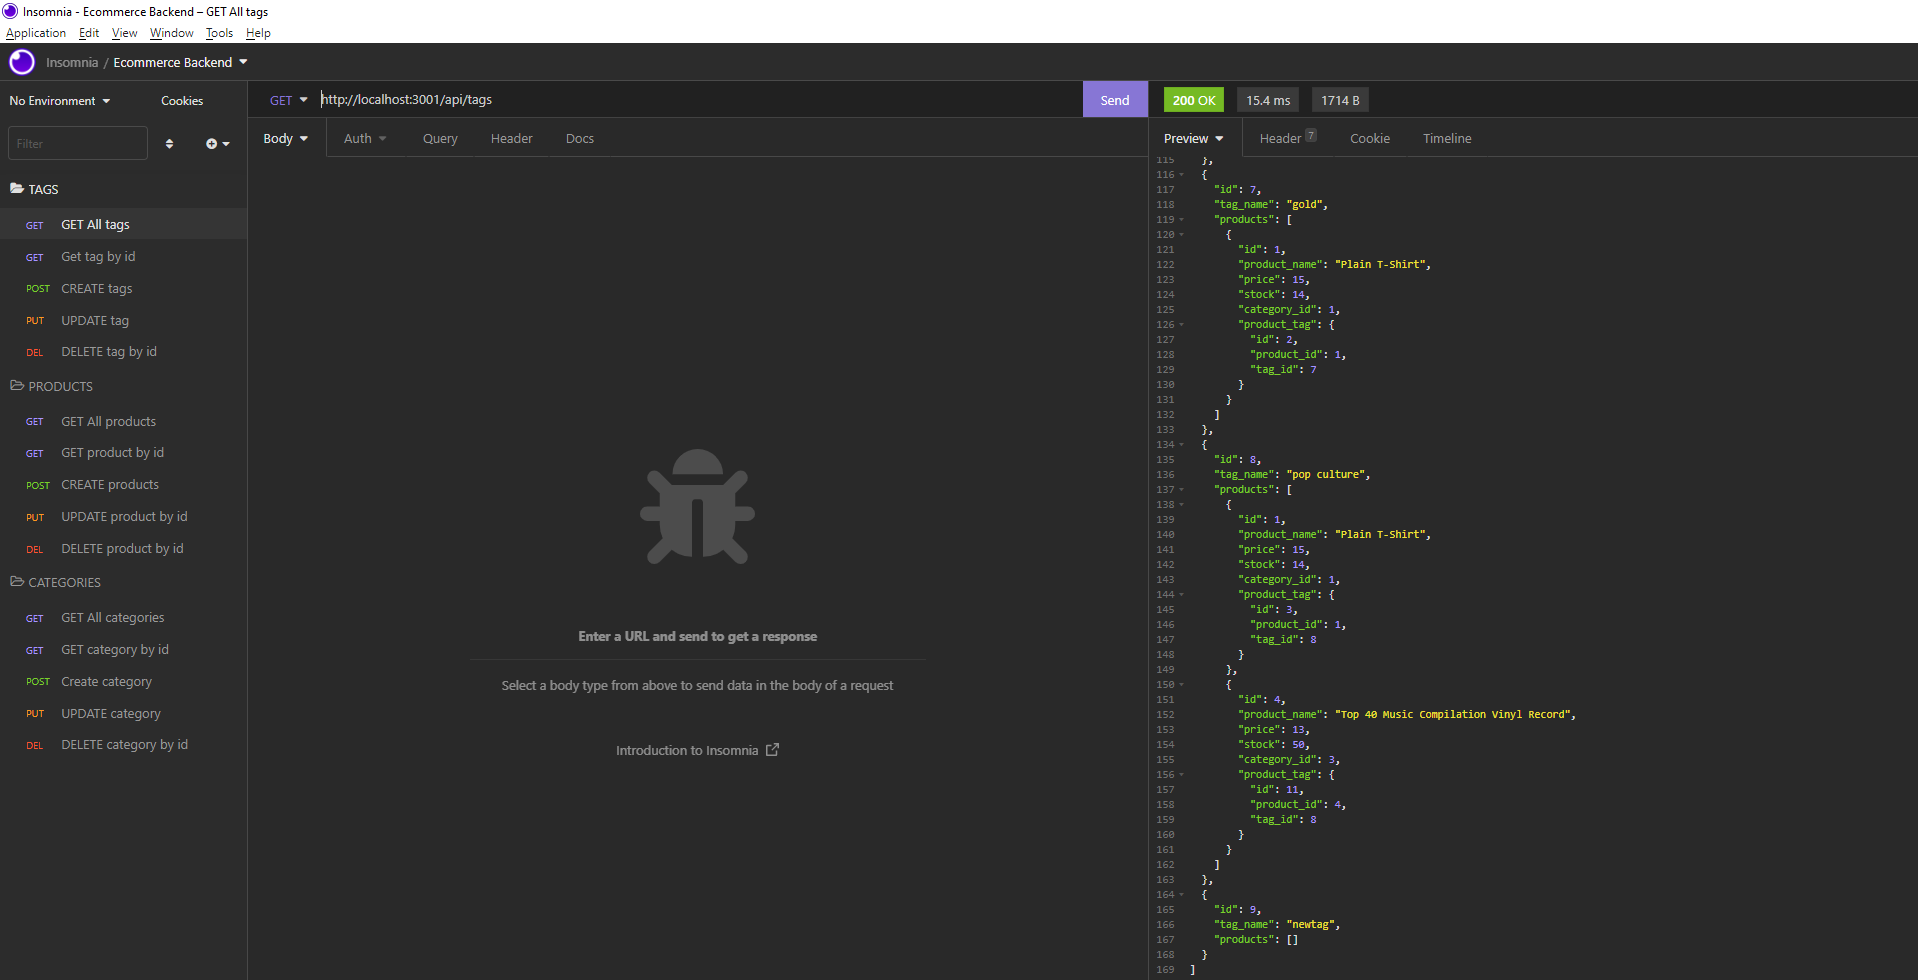 Insomnia - Ecommerce Backend – GET All tags
Application Edit View Window Tools Help
Insomnia / Ecommerce Backend
No Environment Cookies
Filter
TAGS
GET GET All tags
GET Get tag by id
POST CREATE tags
PUT UPDATE tag
DEL DELETE tag by id
PRODUCTS
GET GET All products
GET GET product by id
POST CREATE products
PUT UPDATE product by id
DEL DELETE product by id
CATEGORIES
GET GET All categories
GET GET category by id
POST Create category
PUT UPDATE category
DEL DELETE category by id
GET http://localhost:3001/api/tags Send
Body Auth Query Header Docs
Enter a URL and send to get a response
Select a body type from above to send data in the body of a request
Introduction to Insomnia
200 OK 15.4 ms 1714 B
Preview Header 7 Cookie Timeline
115 },
116 {
117 "id": 7,
118 "tag_name": "gold",
119 "products": [
120 {
121 "id": 1,
122 "product_name": "Plain T-Shirt",
123 "price": 15,
124 "stock": 14,
125 "category_id": 1,
126 "product_tag": {
127 "id": 2,
128 "product_id": 1,
129 "tag_id": 7
130 }
131 }
132 ]
133 },
134 {
135 "id": 8,
136 "tag_name": "pop culture",
137 "products": [
138 {
139 "id": 1,
140 "product_name": "Plain T-Shirt",
141 "price": 15,
142 "stock": 14,
143 "category_id": 1,
144 "product_tag": {
145 "id": 3,
146 "product_id": 1,
147 "tag_id": 8
148 }
149 },
150 {
151 "id": 4,
152 "product_name": "Top 40 Music Compilation Vinyl Record",
153 "price": 13,
154 "stock": 50,
155 "category_id": 3,
156 "product_tag": {
157 "id": 11,
158 "product_id": 4,
159 "tag_id": 8
160 }
161 }
162 ]
163 },
164 {
165 "id": 9,
166 "tag_name": "newtag",
167 "products": []
168 }
169 ]